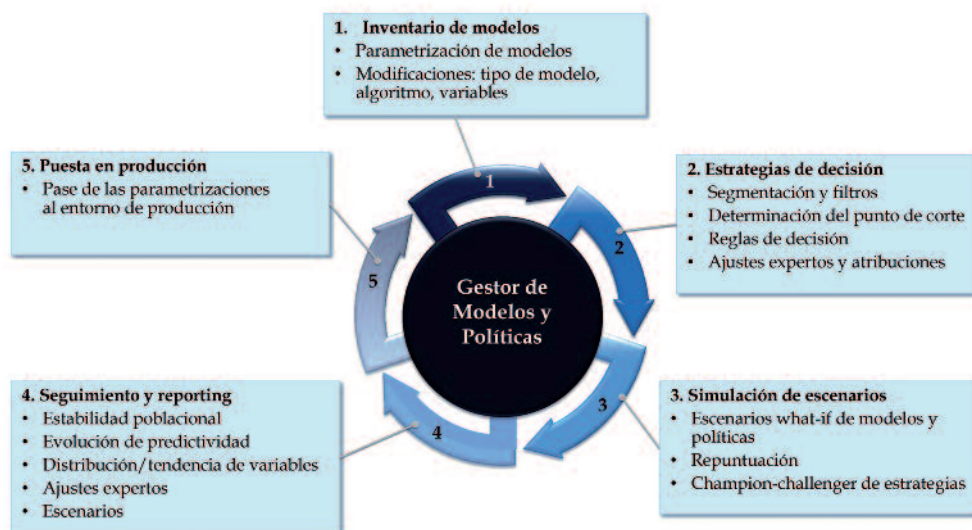 1. Inventario de modelos
• Parametrización de modelos
• Modificaciones: tipo de modelo,
algoritmo, variables
5. Puesta en producción
• Pase de las parametrizaciones
al entorno de producción
2. Estrategias de decisión
• Segmentación y filtros
• Determinación del punto de corte
• Reglas de decisión
• Ajustes expertos y atribuciones
1
2
3
4
5
Gestor de
Modelos y
Políticas
4. Seguimiento y reporting
• Estabilidad poblacional
• Evolución de predictividad
• Distribución/tendencia de variables
• Ajustes expertos
• Escenarios
3. Simulación de escenarios
• Escenarios what-if de modelos y
políticas
• Repuntuación
• Champion-challenger de estrategias